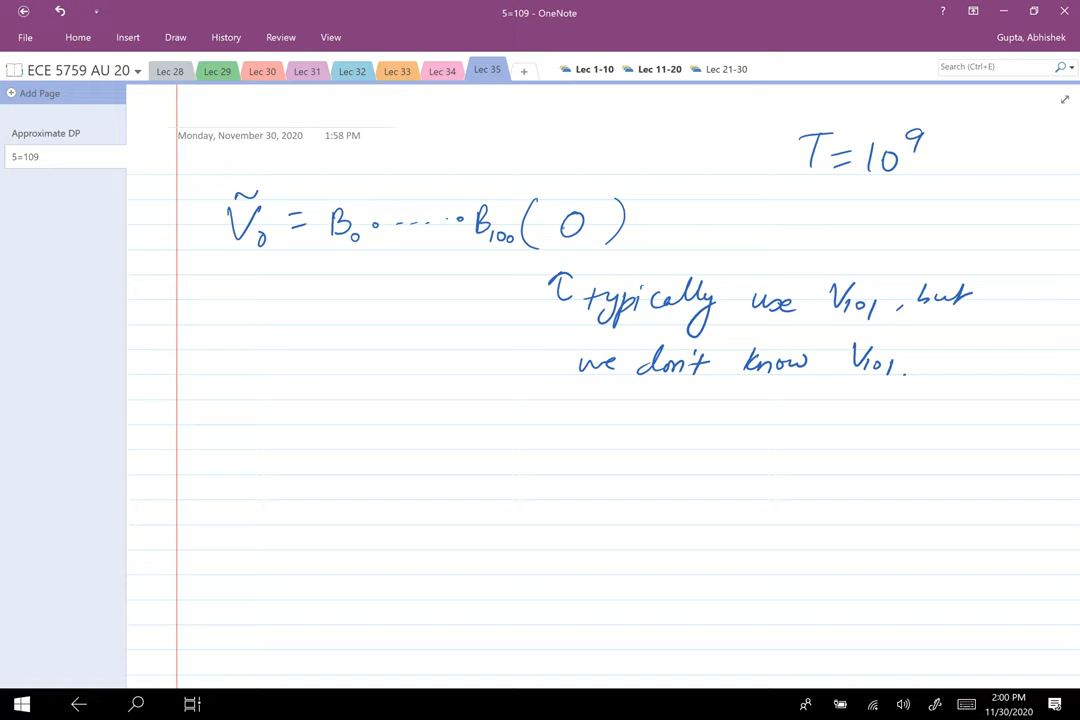 5=109 - OneNote
?
File Home Insert Draw History Review View
Gupta, Abhishek
ECE 5759 AU 20
Lec 28 Lec 29 Lec 30 Lec 31 Lec 32 Lec 33 Lec 34 Lec 35 +
Lec 1-10 Lec 11-20 Lec 21-30
Search (Ctrl+E)
Add Page
Approximate DP
5=109
Monday, November 30, 2020 1:58 PM
T = 10⁹
Ṽ₀ = B₀ ∘ ····· ∘ B₁₀₀ ( 0 )
↑ typically use V₁₀₁, but
we don't know V₁₀₁.
2:00 PM
11/30/2020